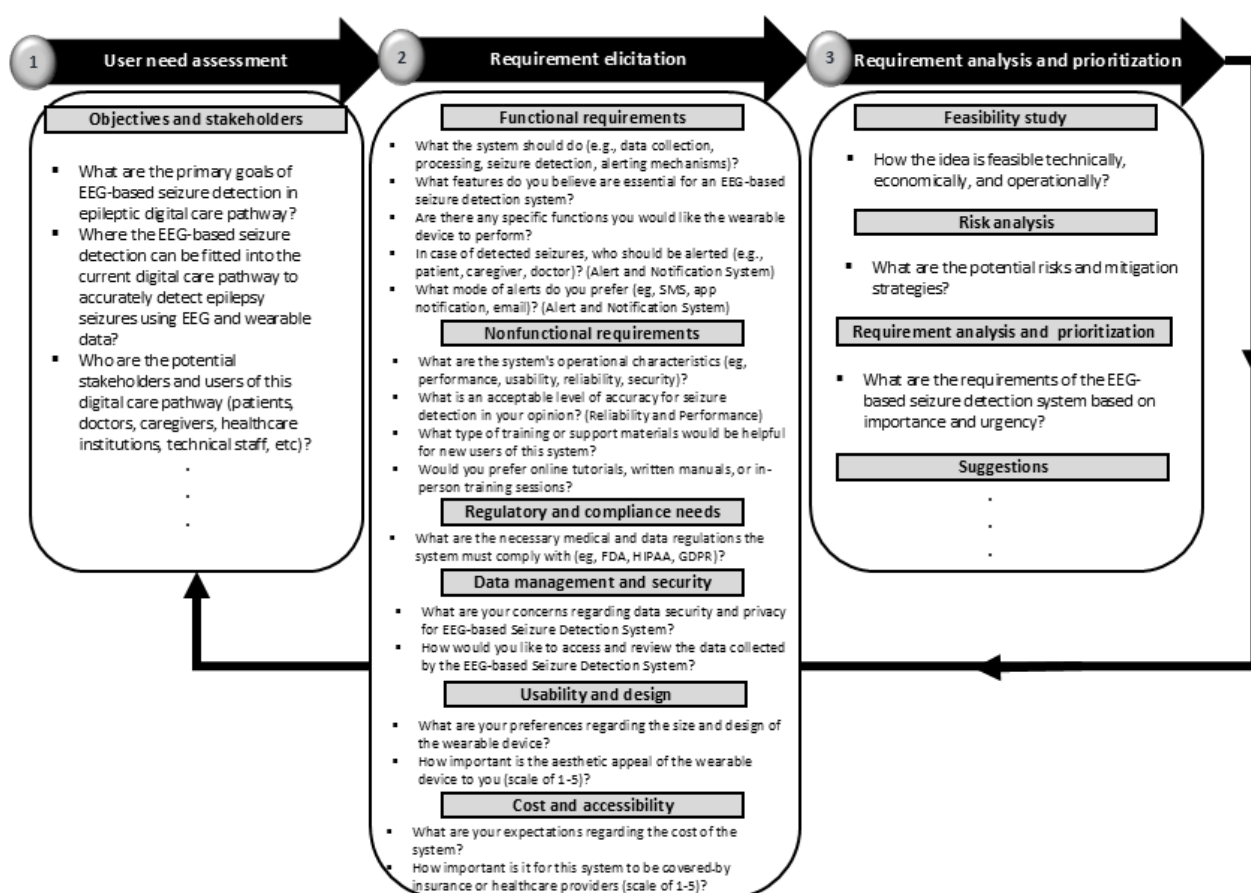 1
User need assessment
Objectives and stakeholders
▪ What are the primary goals of
EEG-based seizure detection in
epileptic digital care pathway?
▪ Where the EEG-based seizure
detection can be fitted into the
current digital care pathway to
accurately detect epilepsy
seizures using EEG and wearable
data?
▪ Who are the potential
stakeholders and users of this
digital care pathway (patients,
doctors, caregivers, healthcare
institutions, technical staff, etc)?
.
.
.
2
Requirement elicitation
Functional requirements
▪ What the system should do (e.g., data collection,
processing, seizure detection, alerting mechanisms)?
▪ What features do you believe are essential for an EEG-based
seizure detection system?
▪ Are there any specific functions you would like the wearable
device to perform?
▪ In case of detected seizures, who should be alerted (e.g.,
patient, caregiver, doctor)? (Alert and Notification System)
▪ What mode of alerts do you prefer (eg, SMS, app
notification, email)? (Alert and Notification System)
Nonfunctional requirements
▪ What are the system's operational characteristics (eg,
performance, usability, reliability, security)?
▪ What is an acceptable level of accuracy for seizure
detection in your opinion? (Reliability and Performance)
▪ What type of training or support materials would be helpful
for new users of this system?
▪ Would you prefer online tutorials, written manuals, or in-
person training sessions?
Regulatory and compliance needs
▪ What are the necessary medical and data regulations the
system must comply with (eg, FDA, HIPAA, GDPR)?
Data management and security
▪ What are your concerns regarding data security and privacy
for EEG-based Seizure Detection System?
▪ How would you like to access and review the data collected
by the EEG-based Seizure Detection System?
Usability and design
▪ What are your preferences regarding the size and design of
the wearable device?
▪ How important is the aesthetic appeal of the wearable
device to you (scale of 1-5)?
Cost and accessibility
▪ What are your expectations regarding the cost of the
system?
▪ How important is it for this system to be covered by
insurance or healthcare providers (scale of 1-5)?
3
Requirement analysis and prioritization
Feasibility study
▪ How the idea is feasible technically,
economically, and operationally?
Risk analysis
▪ What are the potential risks and mitigation
strategies?
Requirement analysis and prioritization
▪ What are the requirements of the EEG-
based seizure detection system based on
importance and urgency?
Suggestions
.
.
.